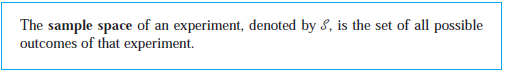 The sample space of an experiment, denoted by 𝒮, is the set of all possible
outcomes of that experiment.